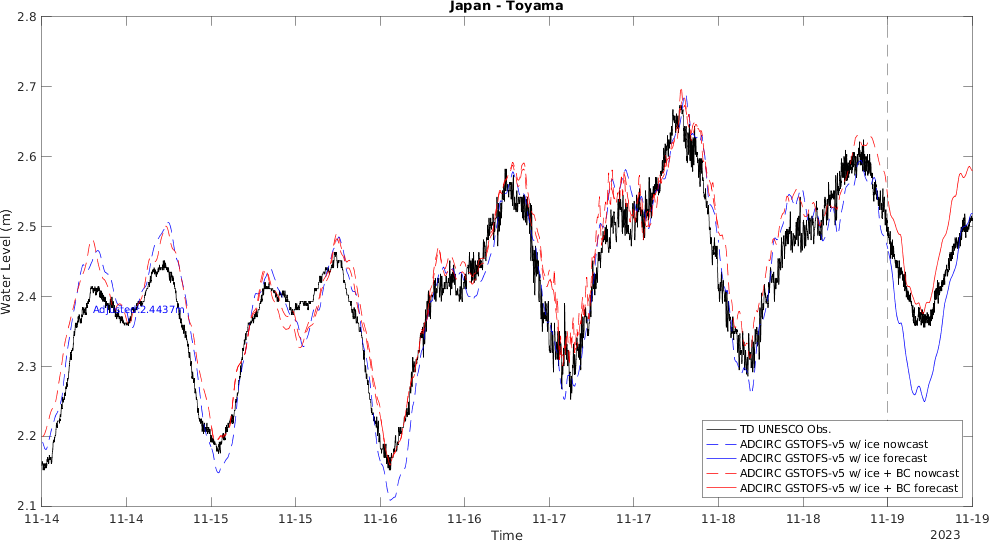 Japan - Toyama
2.8
2.7
2.6
2.5
2.4
2.3
2.2
2.1
Water Level (m)
11-14
11-14
11-15
11-15
11-16
11-16
11-17
11-17
11-18
11-18
11-19
11-19
Time
2023
TD UNESCO Obs.
ADCIRC GSTOFS-v5 w/ ice nowcast
ADCIRC GSTOFS-v5 w/ ice forecast
ADCIRC GSTOFS-v5 w/ ice + BC nowcast
ADCIRC GSTOFS-v5 w/ ice + BC forecast